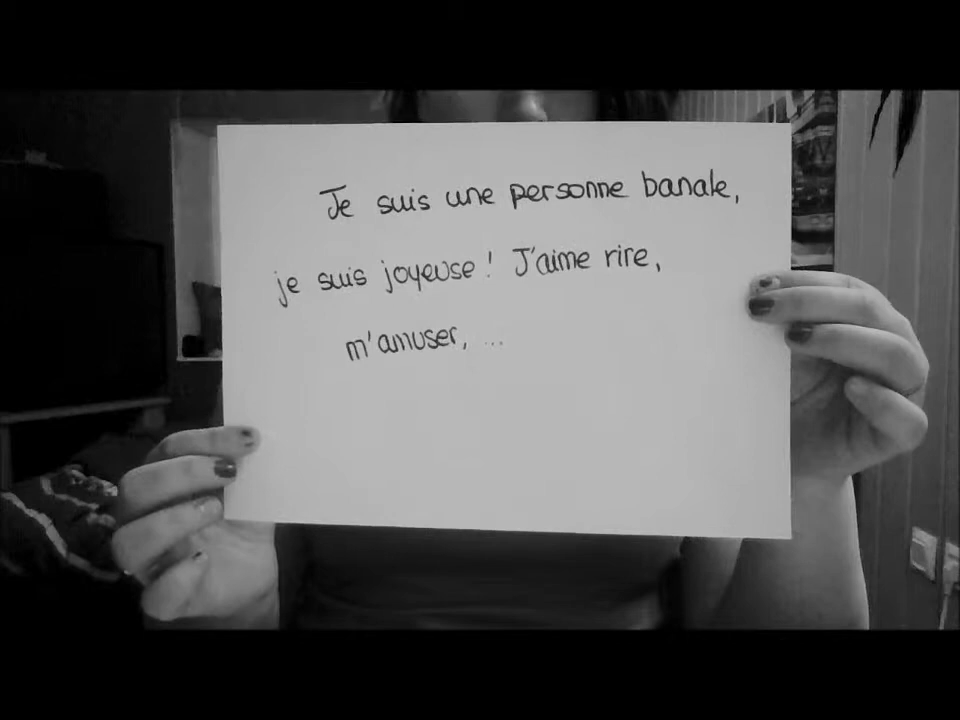 Je suis une personne banale,
je suis joyeuse ! J'aime rire,
m'amuser, ...